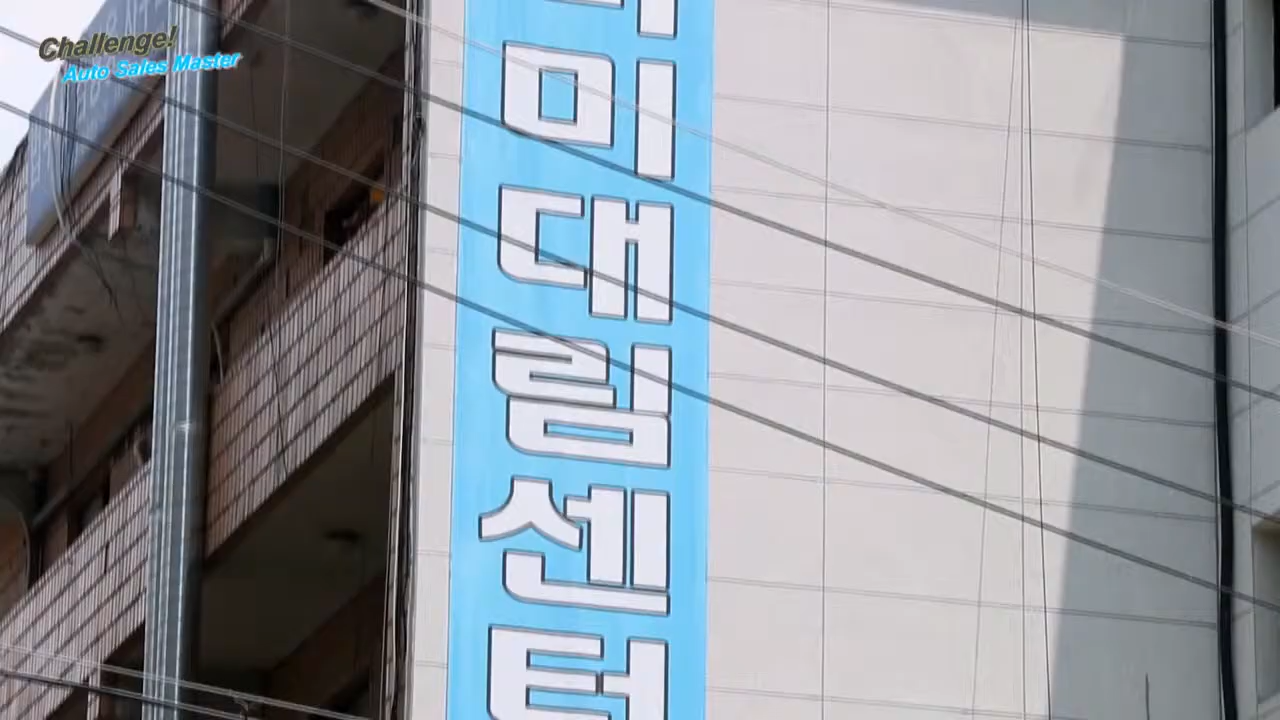 Challenge!
Auto Sales Master
미
대
림
센
터